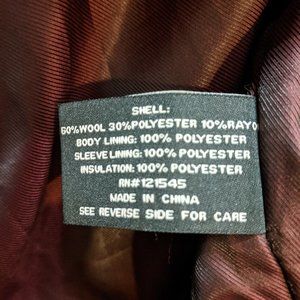 SHELL:
60%WOOL 30%POLYESTER 10%RAYO
BODY LINING: 100% POLYESTER
SLEEVE LINING: 100% POLYESTER
INSULATION: 100% POLYESTER
RN#121545
MADE IN CHINA
SEE REVERSE SIDE FOR CARE